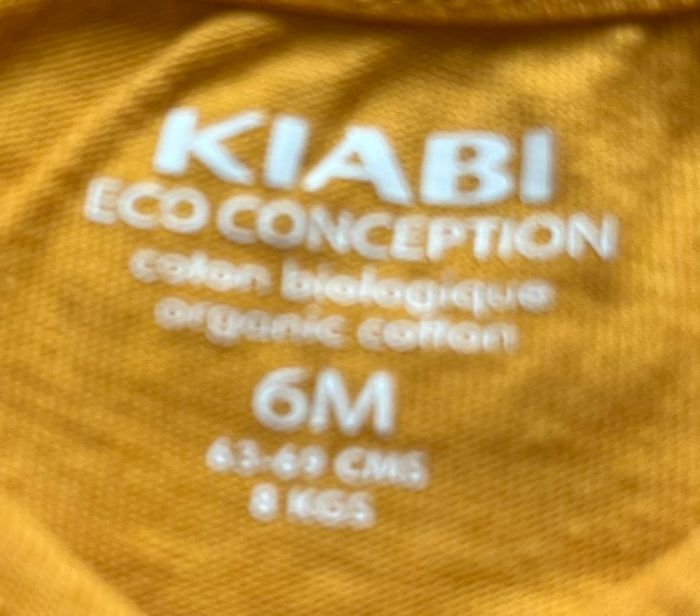 KIABI
ECO CONCEPTION
coton biologique
organic cotton
6M
63-69 CMS
8 KGS